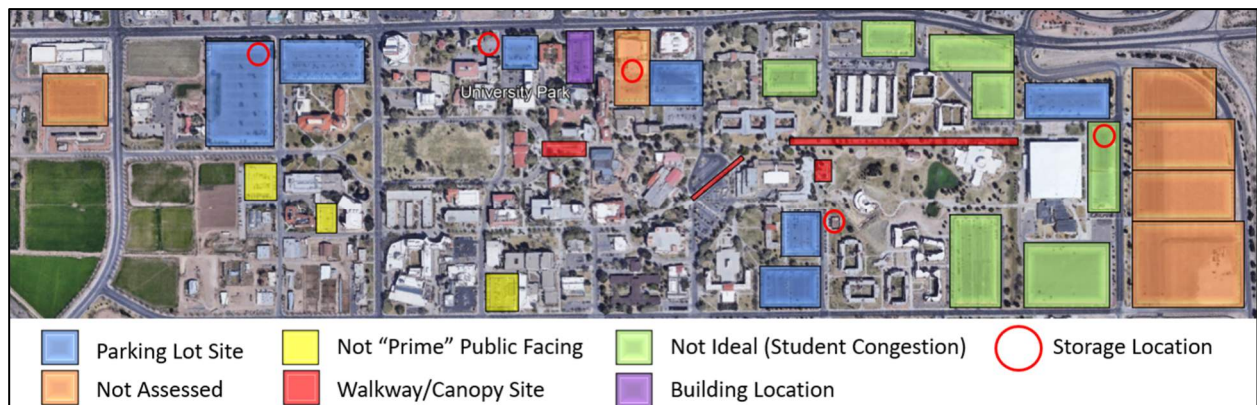 University Park
Parking Lot Site
Not “Prime” Public Facing
Not Ideal (Student Congestion)
Storage Location
Not Assessed
Walkway/Canopy Site
Building Location